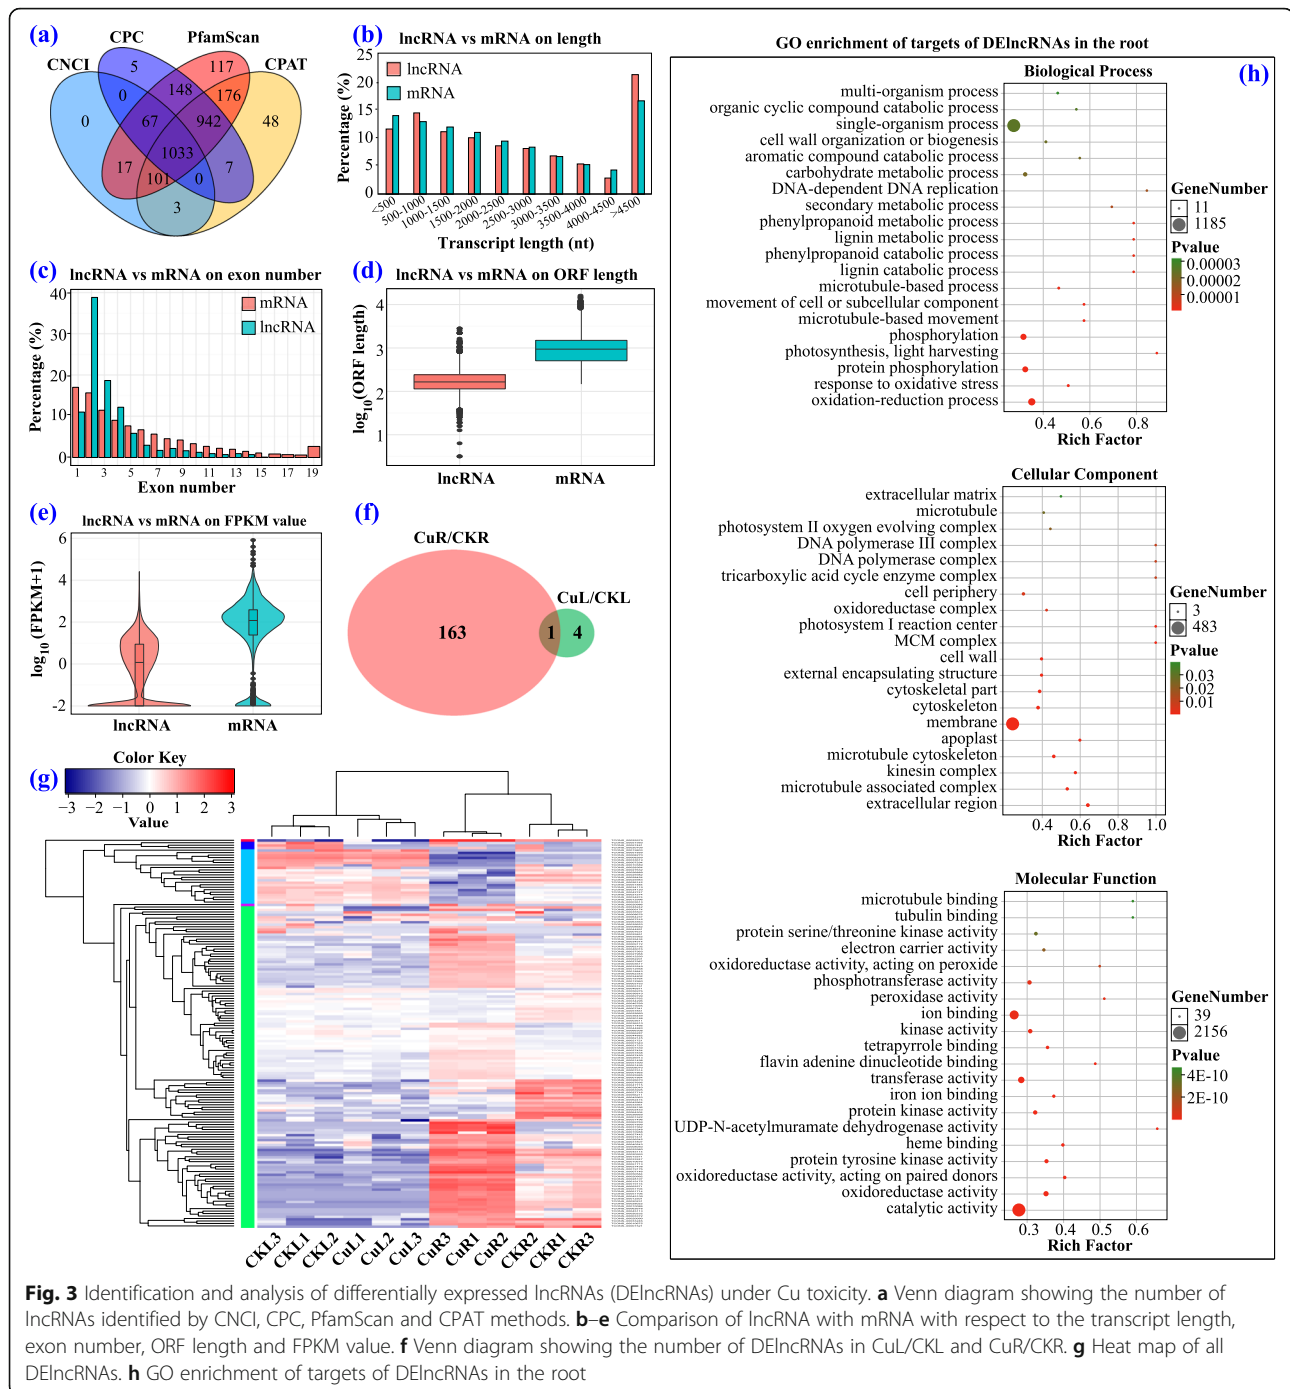 (a)
CNCI
CPC
PfamScan
CPAT
5
117
0
148
176
0
67
942
48
1033
17
101
0
7
3
(b)
lncRNA vs mRNA on length
lncRNA
mRNA
Percentage (%)
25
20
15
10
5
0
<500
500-1000
1000-1500
1500-2000
2000-2500
2500-3000
3000-3500
3500-4000
4000-4500
>4500
Transcript length (nt)
(c)
lncRNA vs mRNA on exon number
mRNA
lncRNA
Percentage (%)
40
30
20
10
0
1 3 5 7 9 11 13 15 17 19
Exon number
(d)
lncRNA vs mRNA on ORF length
log10(ORF length)
4
3
2
1
lncRNA mRNA
(e)
lncRNA vs mRNA on FPKM value
log10(FPKM+1)
6
4
2
0
-2
lncRNA mRNA
(f)
CuR/CKR
CuL/CKL
163
1
4
(g)
Color Key
−3 −2 −1 0 1 2 3
Value
CKL3
CKL1
CKL2
CuL1
CuL2
CuL3
CuR3
CuR1
CuR2
CKR2
CKR1
CKR3
GO enrichment of targets of DElncRNAs in the root
(h)
Biological Process
multi-organism process
organic cyclic compound catabolic process
single-organism process
cell wall organization or biogenesis
aromatic compound catabolic process
carbohydrate metabolic process
DNA-dependent DNA replication
secondary metabolic process
phenylpropanoid metabolic process
lignin metabolic process
phenylpropanoid catabolic process
lignin catabolic process
microtubule-based process
movement of cell or subcellular component
microtubule-based movement
phosphorylation
photosynthesis, light harvesting
protein phosphorylation
response to oxidative stress
oxidation-reduction process
0.4 0.6 0.8
Rich Factor
GeneNumber
11
1185
Pvalue
0.00003
0.00002
0.00001
Cellular Component
extracellular matrix
microtubule
photosystem II oxygen evolving complex
DNA polymerase III complex
DNA polymerase complex
tricarboxylic acid cycle enzyme complex
cell periphery
oxidoreductase complex
photosystem I reaction center
MCM complex
cell wall
external encapsulating structure
cytoskeletal part
cytoskeleton
membrane
apoplast
microtubule cytoskeleton
kinesin complex
microtubule associated complex
extracellular region
0.4 0.6 0.8 1.0
Rich Factor
GeneNumber
3
483
Pvalue
0.03
0.02
0.01
Molecular Function
microtubule binding
tubulin binding
protein serine/threonine kinase activity
electron carrier activity
oxidoreductase activity, acting on peroxide
phosphotransferase activity
peroxidase activity
ion binding
kinase activity
tetrapyrrole binding
flavin adenine dinucleotide binding
transferase activity
iron ion binding
protein kinase activity
UDP-N-acetylmuramate dehydrogenase activity
heme binding
protein tyrosine kinase activity
oxidoreductase activity, acting on paired donors
oxidoreductase activity
catalytic activity
0.3 0.4 0.5 0.6
Rich Factor
GeneNumber
39
2156
Pvalue
4E-10
2E-10
Fig. 3 Identification and analysis of differentially expressed lncRNAs (DElncRNAs) under Cu toxicity. a Venn diagram showing the number of
lncRNAs identified by CNCI, CPC, PfamScan and CPAT methods. b–e Comparison of lncRNA with mRNA with respect to the transcript length,
exon number, ORF length and FPKM value. f Venn diagram showing the number of DElncRNAs in CuL/CKL and CuR/CKR. g Heat map of all
DElncRNAs. h GO enrichment of targets of DElncRNAs in the root